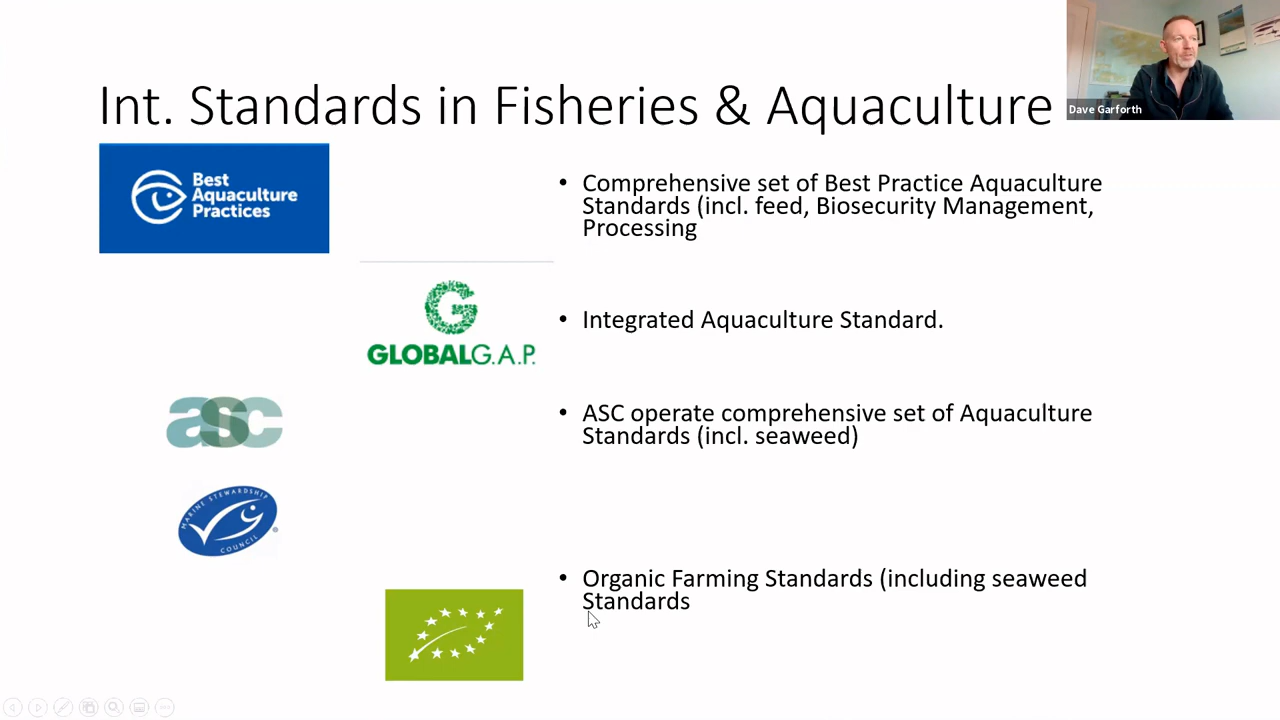 Dave Garforth
Int. Standards in Fisheries & Aquaculture
Best
Aquaculture
Practices
• Comprehensive set of Best Practice Aquaculture
Standards (incl. feed, Biosecurity Management,
Processing
GLOBALG.A.P.
• Integrated Aquaculture Standard.
asc
• ASC operate comprehensive set of Aquaculture
Standards (incl. seaweed)
MARINE STEWARDSHIP
COUNCIL
®
• Organic Farming Standards (including seaweed
Standards